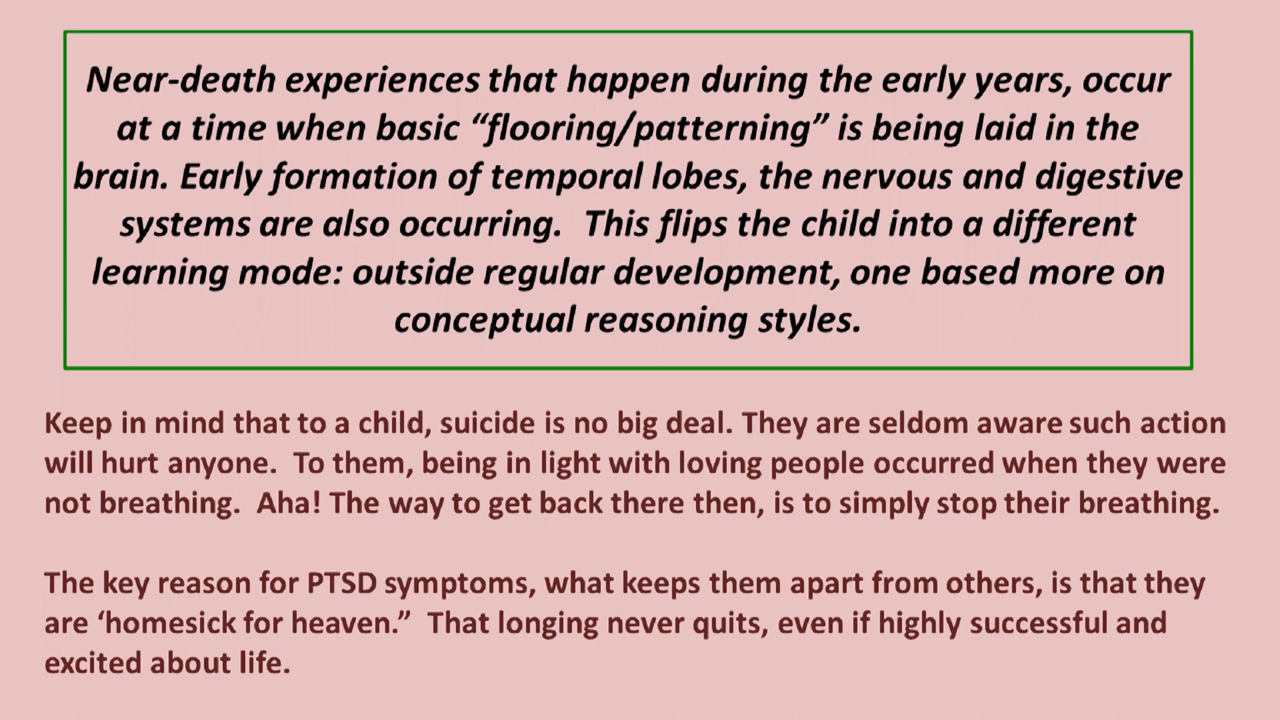 Near-death experiences that happen during the early years, occur
at a time when basic “flooring/patterning” is being laid in the
brain. Early formation of temporal lobes, the nervous and digestive
systems are also occurring.  This flips the child into a different
learning mode: outside regular development, one based more on
conceptual reasoning styles.
Keep in mind that to a child, suicide is no big deal. They are seldom aware such action
will hurt anyone.  To them, being in light with loving people occurred when they were
not breathing.  Aha! The way to get back there then, is to simply stop their breathing.
The key reason for PTSD symptoms, what keeps them apart from others, is that they
are ‘homesick for heaven.”  That longing never quits, even if highly successful and
excited about life.